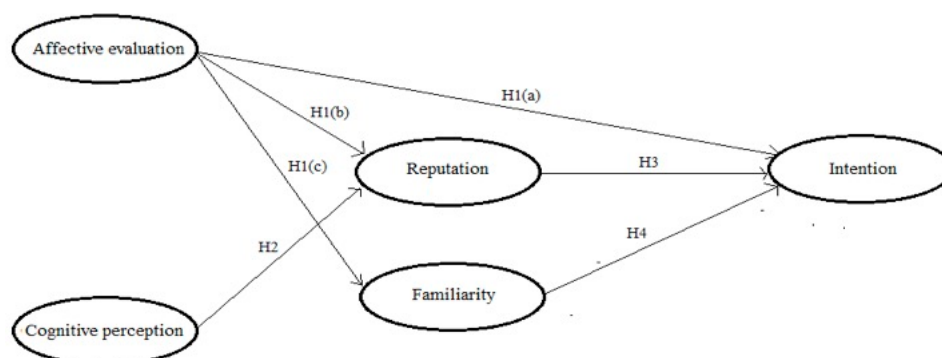 Affective evaluation
H1(a)
H1(b)
H1(c)
Reputation
H3
Intention
H2
H4
Familiarity
Cognitive perception